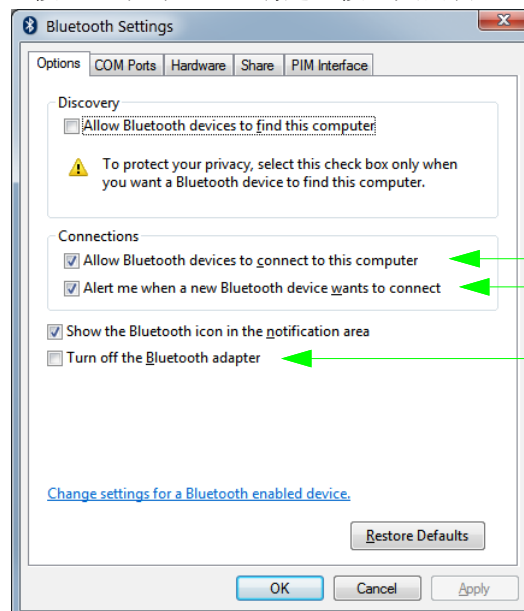 Bluetooth Settings
Options COM Ports Hardware Share PIM Interface
Discovery
Allow Bluetooth devices to find this computer
To protect your privacy, select this check box only when
you want a Bluetooth device to find this computer.
Connections
Allow Bluetooth devices to connect to this computer
Alert me when a new Bluetooth device wants to connect
Show the Bluetooth icon in the notification area
Turn off the Bluetooth adapter
Change settings for a Bluetooth enabled device.
Restore Defaults
OK Cancel Apply